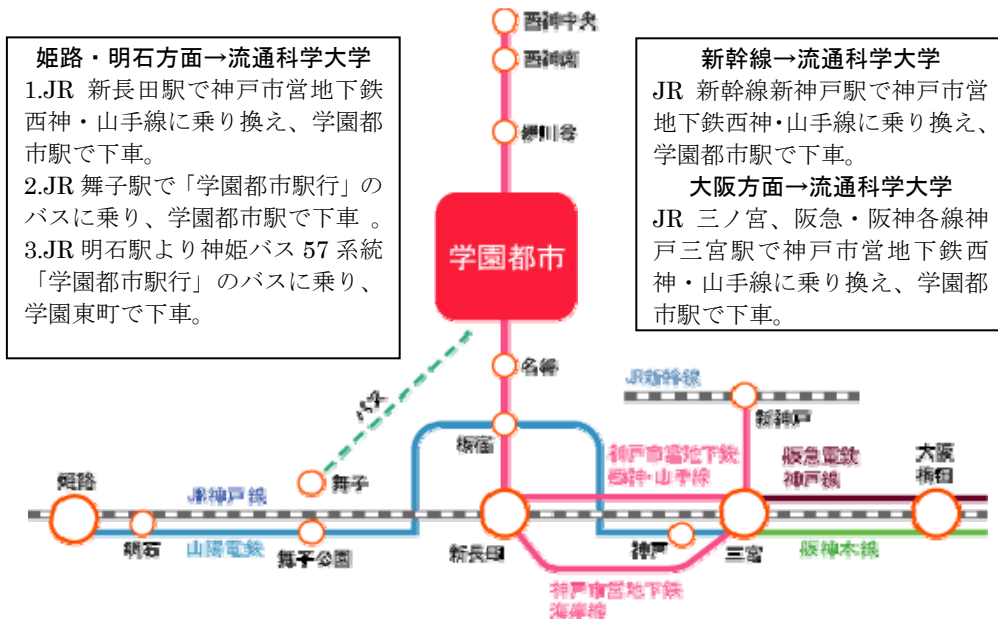 西神中央
西神南
伊川谷
姫路・明石方面→流通科学大学
1.JR 新長田駅で神戸市営地下鉄
西神・山手線に乗り換え、学園都
市駅で下車。
2.JR 舞子駅で「学園都市駅行」の
バスに乗り、学園都市駅で下車 。
3.JR 明石駅より神姫バス 57 系統
「学園都市駅行」のバスに乗り、
学園東町で下車。
新幹線→流通科学大学
JR 新幹線新神戸駅で神戸市営
地下鉄西神・山手線に乗り換え、
学園都市駅で下車。
大阪方面→流通科学大学
JR 三ノ宮、阪急・阪神各線神
戸三宮駅で神戸市営地下鉄西
神・山手線に乗り換え、学園都
市駅で下車。
学園都市
名谷
バス
JR新幹線
新神戸
板宿
神戸市営地下鉄
西神・山手線
阪急電鉄
神戸線
大阪
梅田
姫路
JR神戸線
舞子
明石
山陽電鉄
舞子公園
新長田
神戸
三宮
阪神本線
神戸市営地下鉄
海岸線